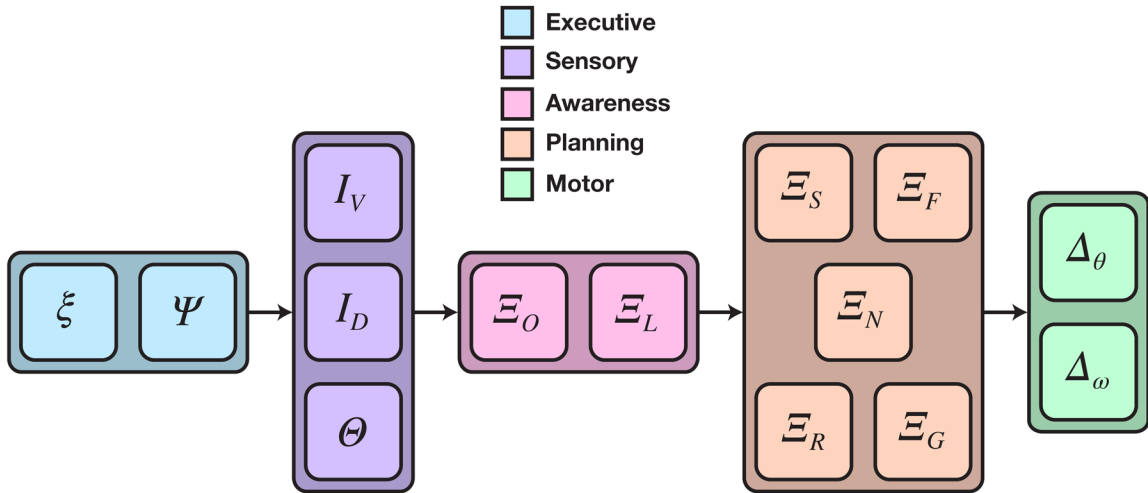 Executive
Sensory
Awareness
Planning
Motor
ξ
Ψ
I_V
I_D
Θ
Ξ_O
Ξ_L
Ξ_S
Ξ_F
Ξ_N
Ξ_R
Ξ_G
Δ_θ
Δ_ω